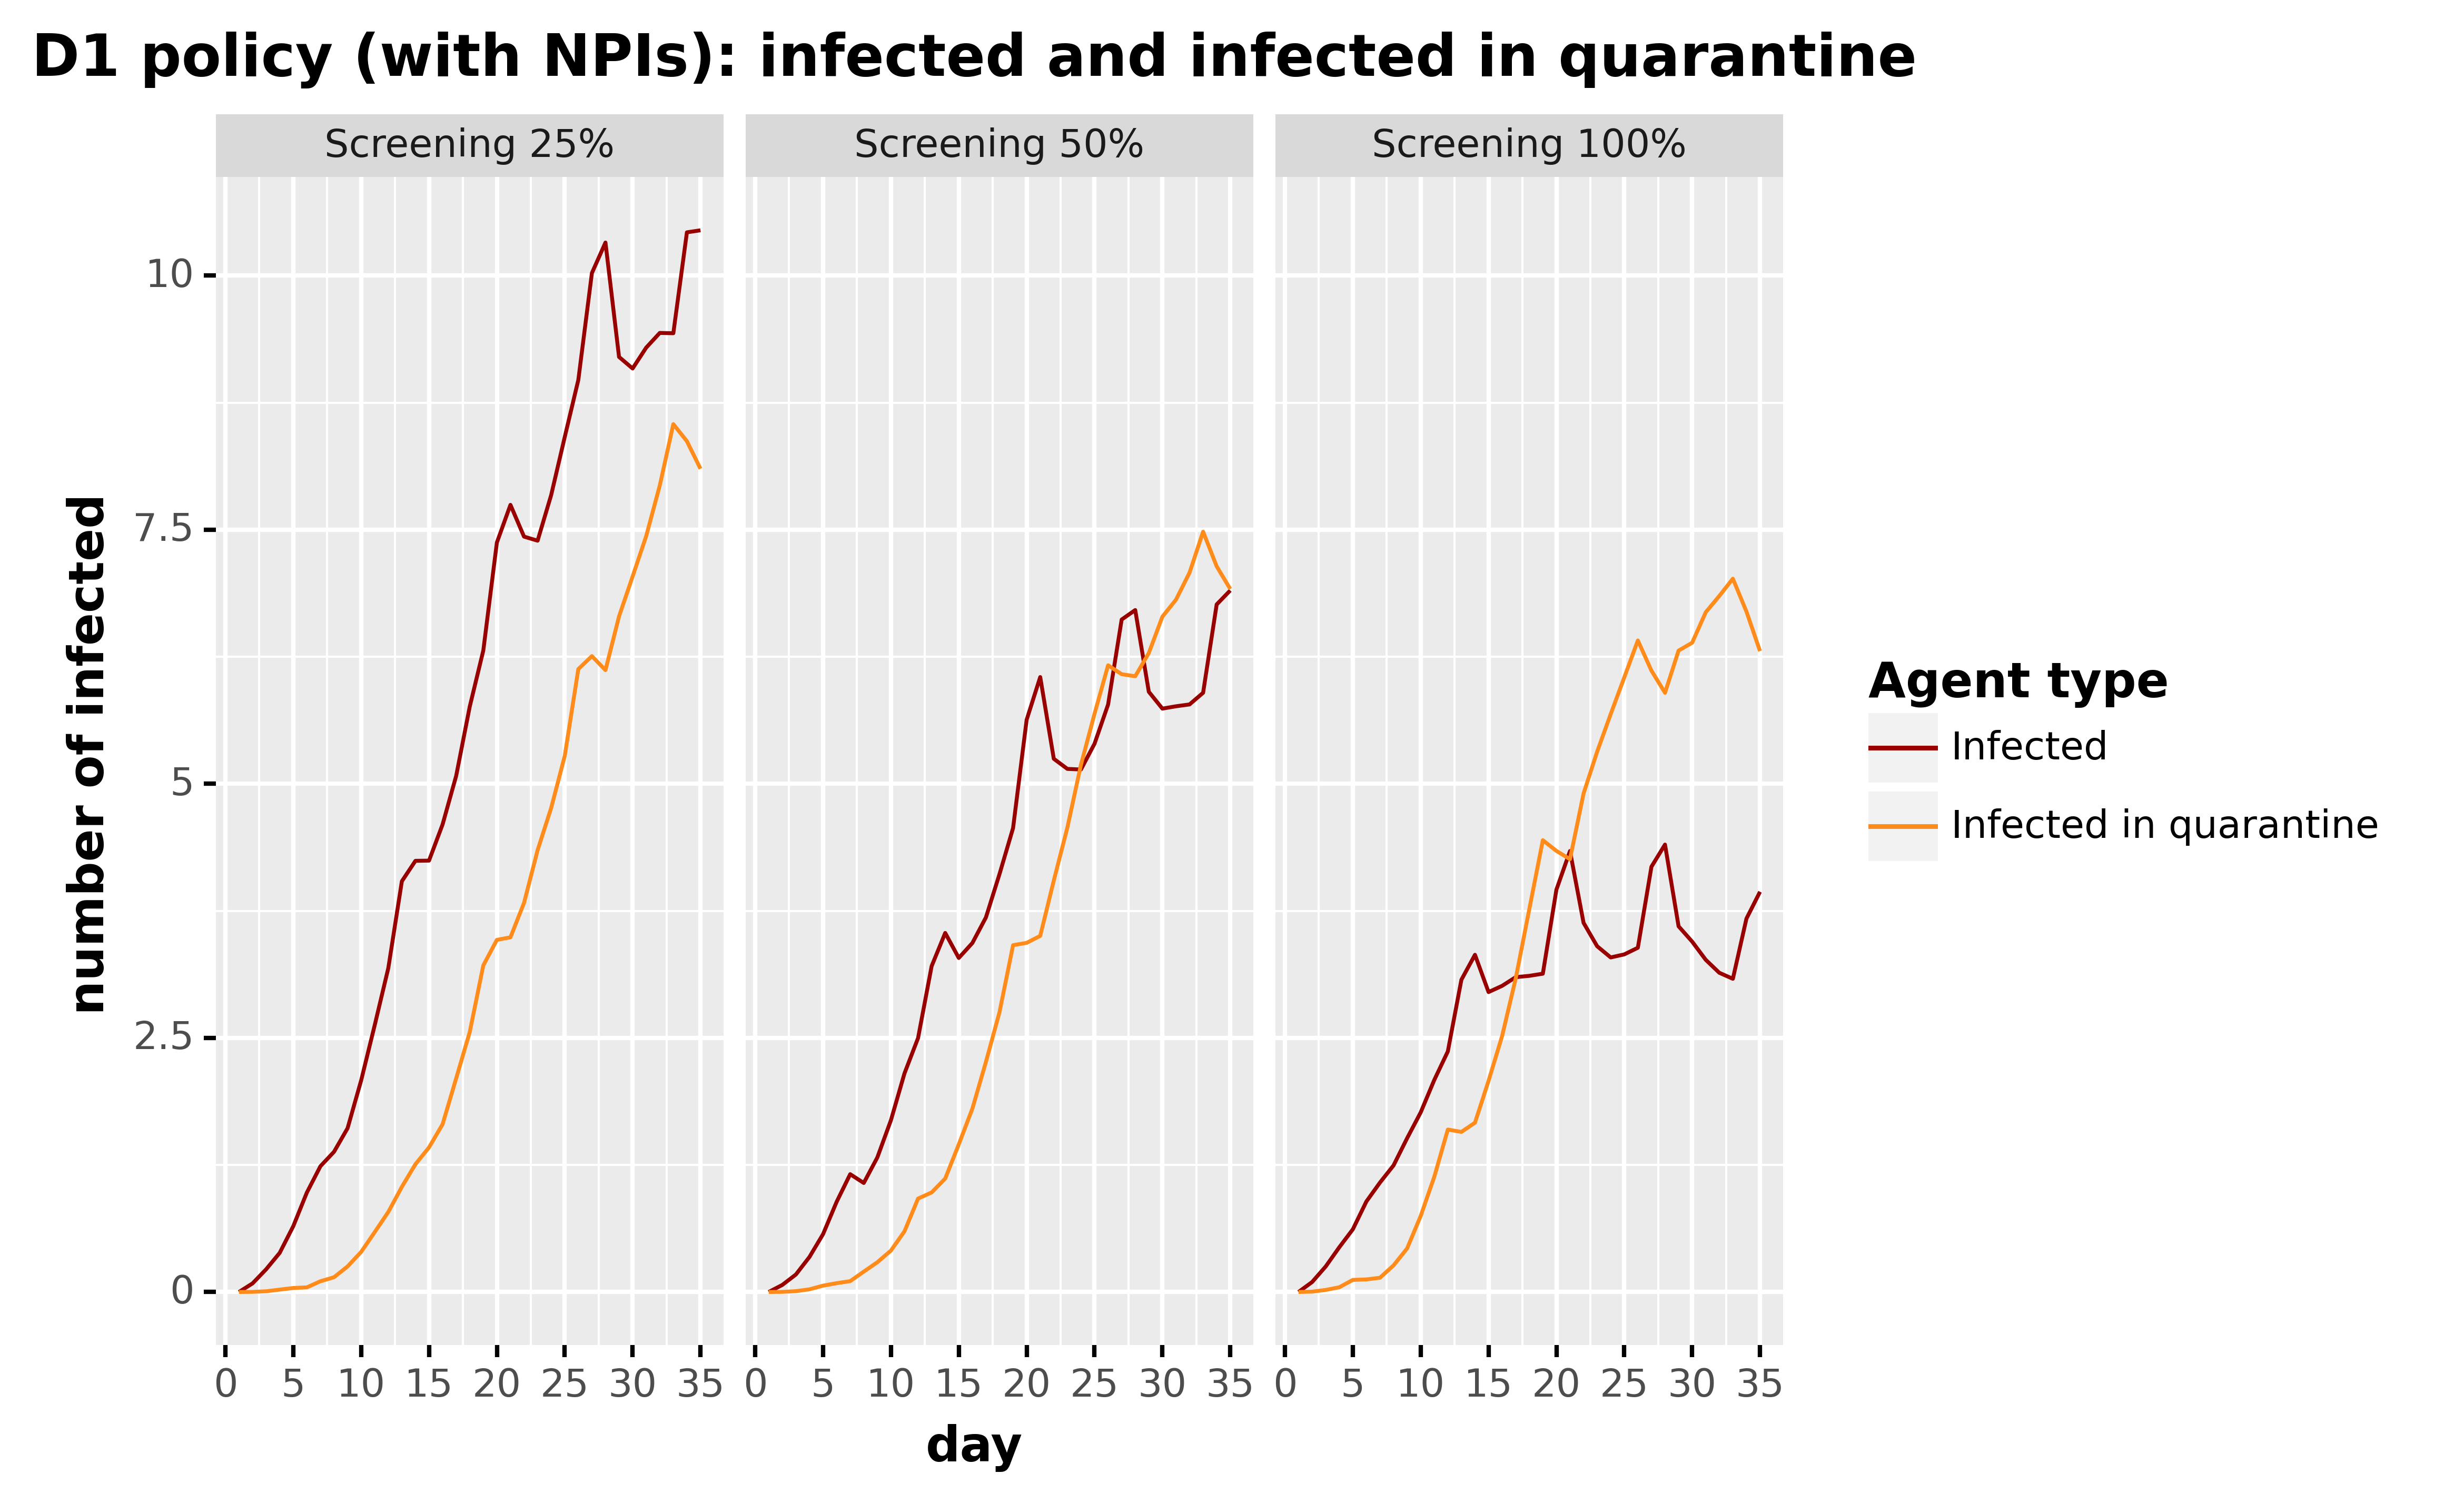 D1 policy (with NPIs): infected and infected in quarantine
Screening 25% Screening 50% Screening 100%
10
7.5
5
2.5
0
number of infected
0 5 10 15 20 25 30 35 0 5 10 15 20 25 30 35 0 5 10 15 20 25 30 35
day
Agent type
Infected
Infected in quarantine